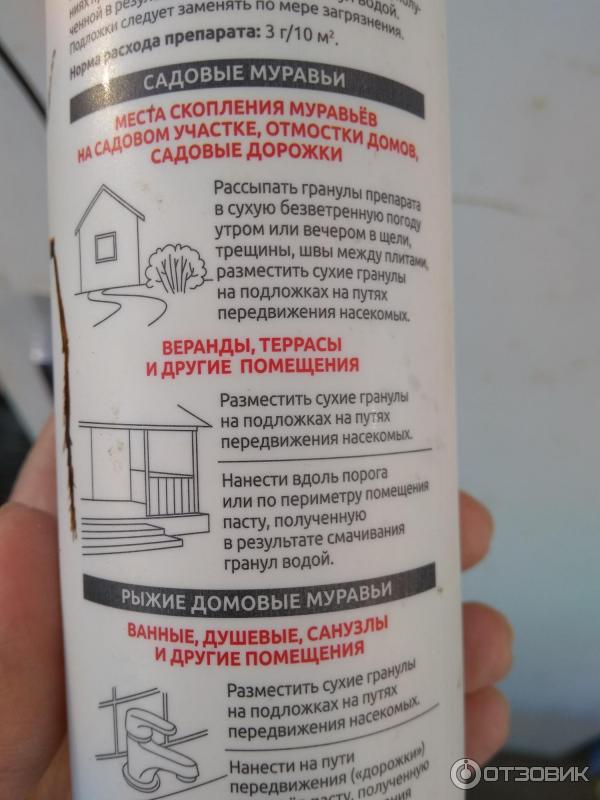 чённой в результате
водой.
Подложки следует заменять по мере загрязнения.
Норма расхода препарата: 3 г/10 м².
САДОВЫЕ МУРАВЬИ
МЕСТА СКОПЛЕНИЯ МУРАВЬЁВ
НА САДОВОМ УЧАСТКЕ, ОТМОСТКИ ДОМОВ,
САДОВЫЕ ДОРОЖКИ
Рассыпать гранулы препарата
в сухую безветренную погоду
утром или вечером в щели,
трещины, швы между плитами,
разместить сухие гранулы
на подложках на путях
передвижения насекомых.
ВЕРАНДЫ, ТЕРРАСЫ
И ДРУГИЕ ПОМЕЩЕНИЯ
Разместить сухие гранулы
на подложках на путях
передвижения насекомых.
Нанести вдоль порога
или по периметру помещения
пасту, полученную
в результате смачивания
гранул водой.
РЫЖИЕ ДОМОВЫЕ МУРАВЬИ
ВАННЫЕ, ДУШЕВЫЕ, САНУЗЛЫ
И ДРУГИЕ ПОМЕЩЕНИЯ
Разместить сухие гранулы
на подложках на путях
передвижения насекомых.
Нанести на пути
передвижения («дорожки»)
пасту, полученную
ОТЗОВИК